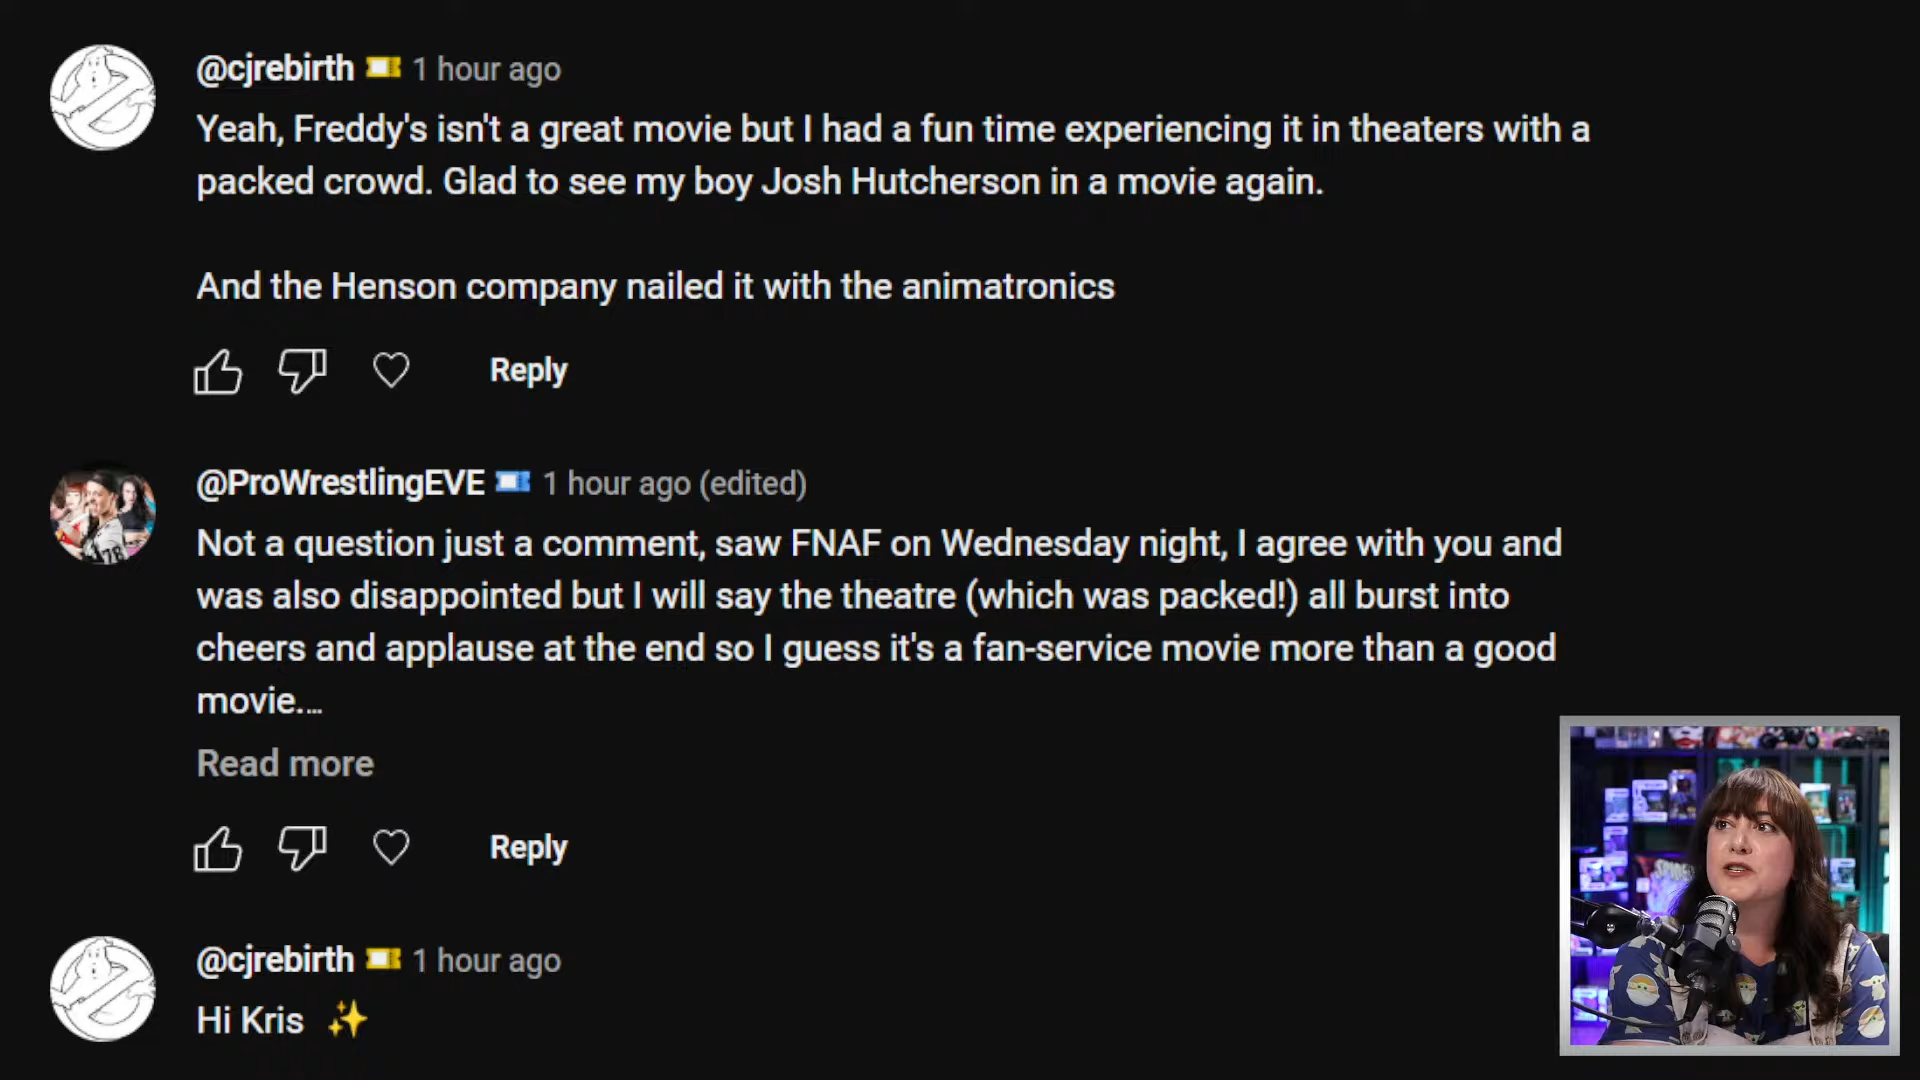 @cjrebirth 1 hour ago
Yeah, Freddy's isn't a great movie but I had a fun time experiencing it in theaters with a
packed crowd. Glad to see my boy Josh Hutcherson in a movie again.
And the Henson company nailed it with the animatronics
Reply
@ProWrestlingEVE 1 hour ago (edited)
Not a question just a comment, saw FNAF on Wednesday night, I agree with you and
was also disappointed but I will say the theatre (which was packed!) all burst into
cheers and applause at the end so I guess it's a fan-service movie more than a good
movie....
Read more
Reply
@cjrebirth 1 hour ago
Hi Kris ✨